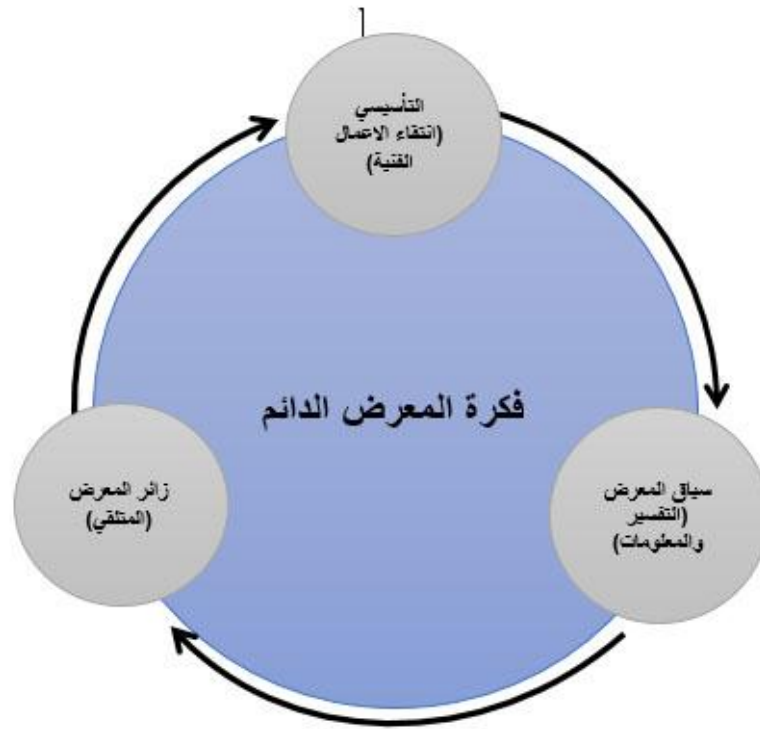 التأسيسي
(انتقاء الاعمال
الفنية)
فكرة المعرض الدائم
زائر المعرض
(المتلقي)
سياق المعرض
(التفسير
والمعلومات)